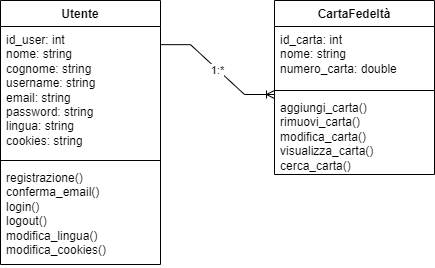 Utente
id_user: int
nome: string
cognome: string
username: string
email: string
password: string
lingua: string
cookies: string
registrazione()
conferma_email()
login()
logout()
modifica_lingua()
modifica_cookies()
1:*
CartaFedeltà
id_carta: int
nome: string
numero_carta: double
aggiungi_carta()
rimuovi_carta()
modifica_carta()
visualizza_carta()
cerca_carta()